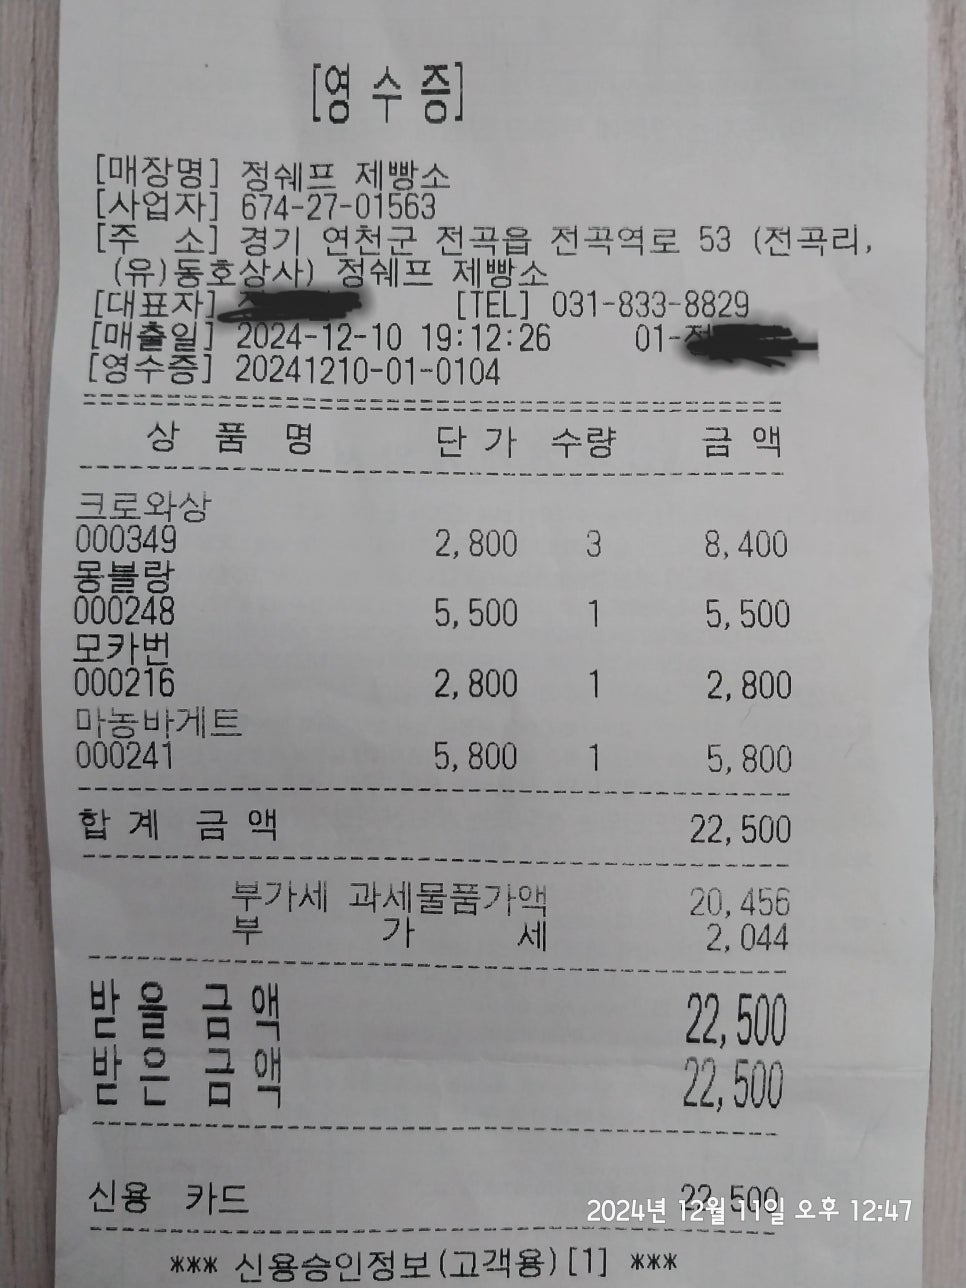 [영 수 증]
[매장명] 정쉐프 제빵소
[사업자] 674-27-01563
[주 소] 경기 연천군 전곡읍 전곡역로 53 (전곡리,
(유)동호상사) 정쉐프 제빵소
[대표자] [TEL] 031-833-8829
[매출일] 2024-12-10 19:12:26 01-정
[영수증] 20241210-01-0104
상 품 명 단 가 수량 금 액
크로와상
000349 2,800 3 8,400
몽블랑
000248 5,500 1 5,500
모카번
000216 2,800 1 2,800
마농바게트
000241 5,800 1 5,800
합 계 금 액 22,500
부가세 과세물품가액 20,456
부 가 세 2,044
받 을 금 액 22,500
받 은 금 액 22,500
신용 카드 22,500
2024년 12월 11일 오후 12:47
*** 신용승인정보(고객용)[1] ***